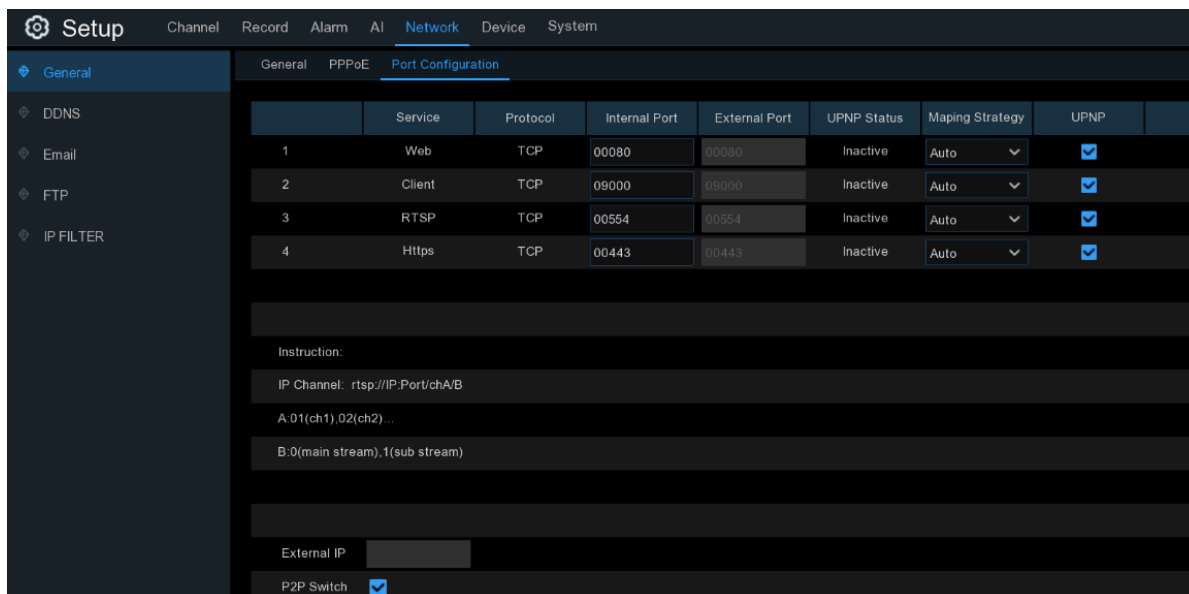 Setup Channel Record Alarm AI Network Device System
General
General PPPoE Port Configuration
DDNS
Service Protocol Internal Port External Port UPNP Status Maping Strategy UPNP
Email
1 Web TCP 00080 00080 Inactive Auto
2 Client TCP 09000 09000 Inactive Auto
FTP
3 RTSP TCP 00554 00554 Inactive Auto
IP FILTER
4 Https TCP 00443 00443 Inactive Auto
Instruction:
IP Channel: rtsp://IP:Port/chA/B
A:01(ch1),02(ch2)...
B:0(main stream),1(sub stream)
External IP
P2P Switch